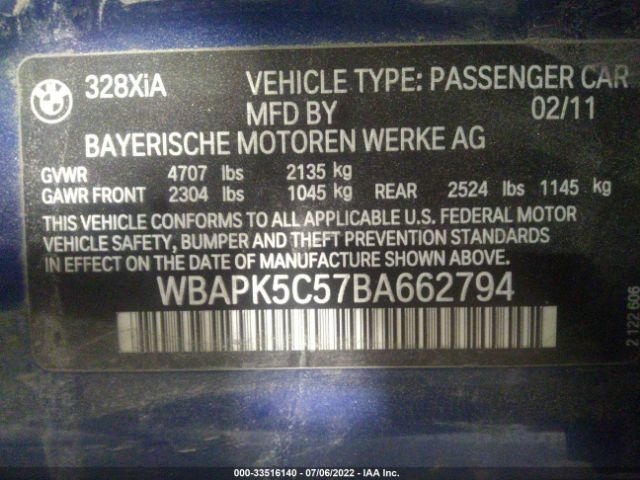 BMW
328XiA VEHICLE TYPE: PASSENGER CAR
MFD BY 02/11
BAYERISCHE MOTOREN WERKE AG
GVWR 4707 lbs 2135 kg
GAWR FRONT 2304 lbs 1045 kg REAR 2524 lbs 1145 kg
THIS VEHICLE CONFORMS TO ALL APPLICABLE U.S. FEDERAL MOTOR
VEHICLE SAFETY, BUMPER AND THEFT PREVENTION STANDARDS
IN EFFECT ON THE DATE OF MANUFACTURE SHOWN ABOVE.
WBAPK5C57BA662794
2 122 606
000-33516140 - 07/06/2022 - IAA Inc.